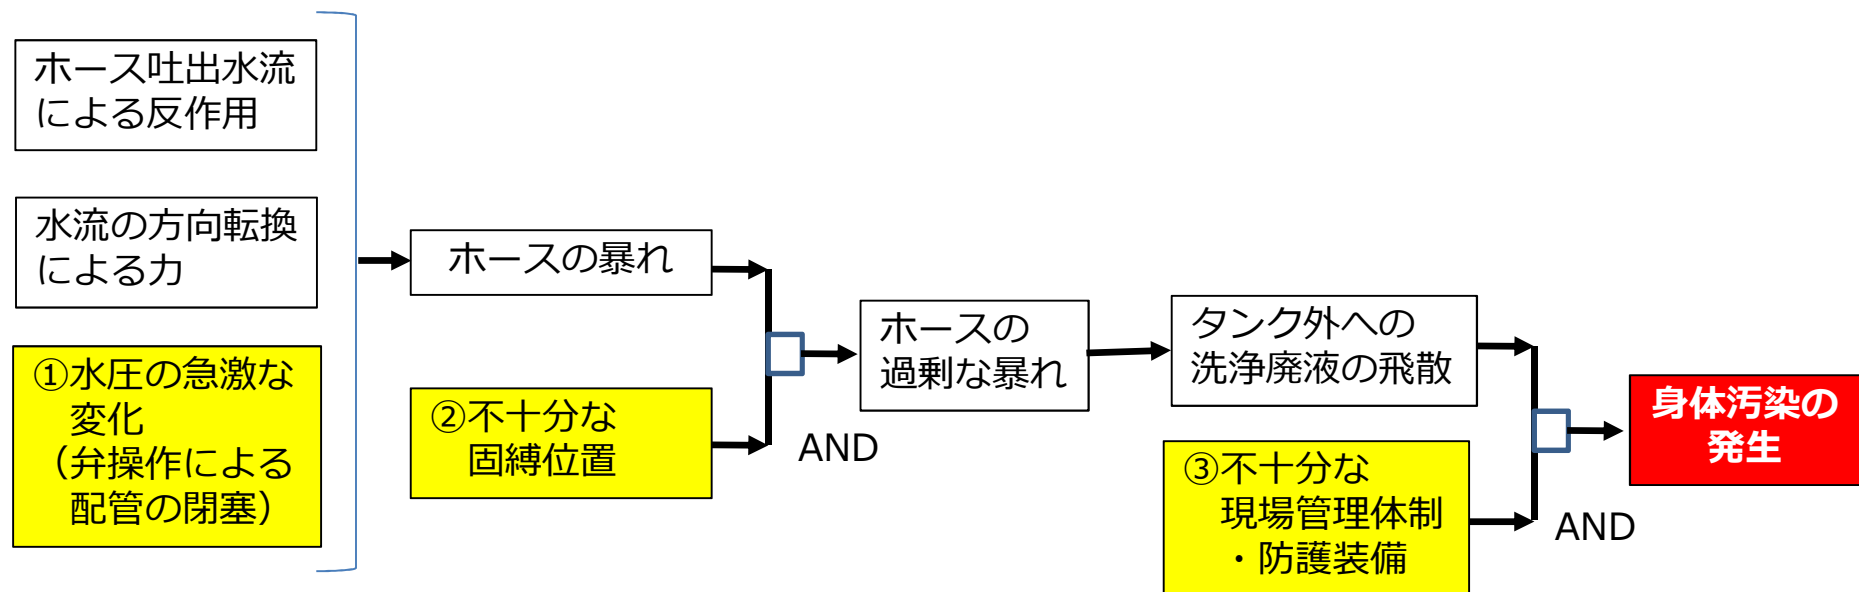 ホース吐出水流
による反作用
水流の方向転換
による力
①水圧の急激な
変化
（弁操作による
配管の閉塞）
ホースの暴れ
②不十分な
固縛位置
AND
ホースの
過剰な暴れ
タンク外への
洗浄廃液の飛散
③不十分な
現場管理体制
・防護装備
AND
身体汚染の
発生